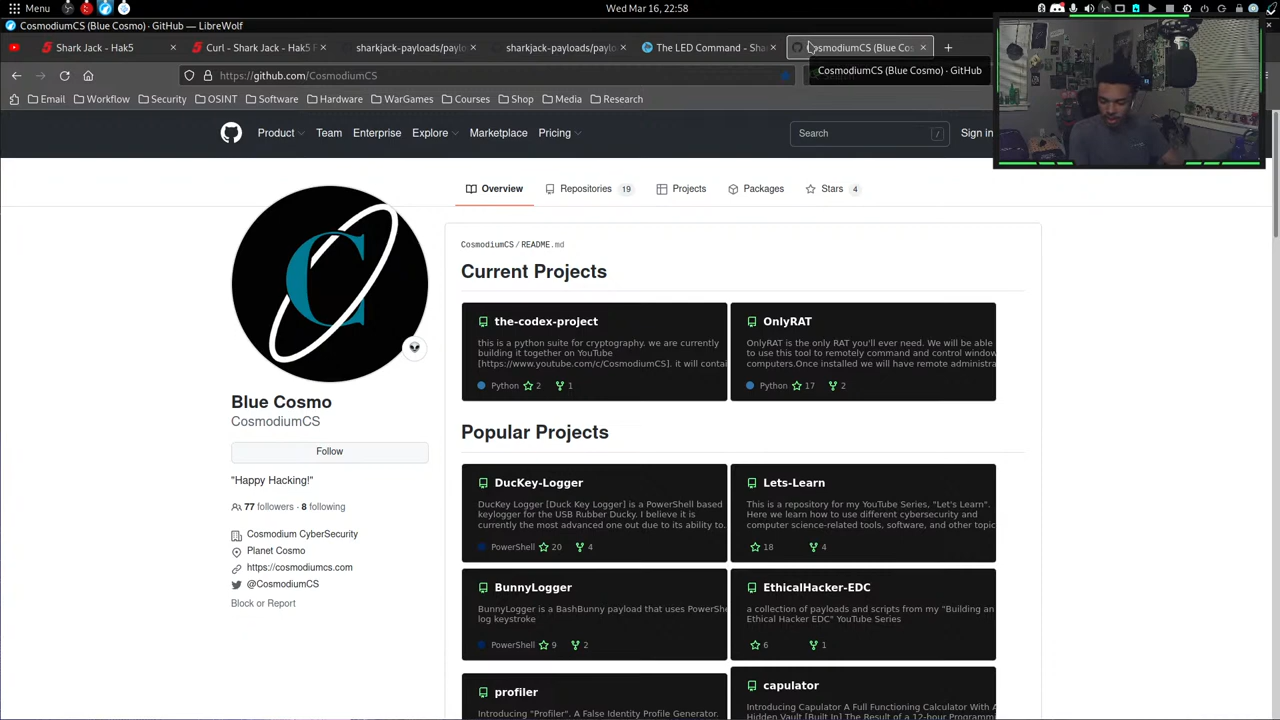 Menu
Wed Mar 16, 22:58
CosmodiumCS (Blue Cosmo) · GitHub — LibreWolf
Shark Jack - Hak5
Curl - Shark Jack - Hak5 F
sharkjack-payloads/paylo
sharkjack-payloads/paylo
The LED Command - Sha
CosmodiumCS (Blue Cos
CosmodiumCS (Blue Cosmo) · GitHub
https://github.com/CosmodiumCS
Email
Workflow
Security
OSINT
Software
Hardware
WarGames
Courses
Shop
Media
Research
Product
Team
Enterprise
Explore
Marketplace
Pricing
Search
/
Sign in
Overview
Repositories 19
Projects
Packages
Stars 4
CosmodiumCS / README.md
Current Projects
the-codex-project
this is a python suite for cryptography. we are currently
building it together on YouTube
[https://www.youtube.com/c/CosmodiumCS]. it will contai
Python 2 1
OnlyRAT
OnlyRAT is the only RAT you'll ever need. We will be able
to use this tool to remotely command and control window
computers.Once installed we will have remote administra
Python 17 2
Blue Cosmo
CosmodiumCS
Follow
"Happy Hacking!"
77 followers · 8 following
Cosmodium CyberSecurity
Planet Cosmo
https://cosmodiumcs.com
@CosmodiumCS
Block or Report
Popular Projects
DucKey-Logger
DucKey Logger [Duck Key Logger] is a PowerShell based
keylogger for the USB Rubber Ducky. I believe it is
currently the most advanced one out due to its ability to.
PowerShell 20 4
Lets-Learn
This is a repository for my YouTube Series, "Let's Learn".
Here we learn how to use different cybersecurity and
computer science-related tools, software, and other topic
18 4
BunnyLogger
BunnyLogger is a BashBunny payload that uses PowerShe
log keystroke
PowerShell 9 2
EthicalHacker-EDC
a collection of payloads and scripts from my "Building an
Ethical Hacker EDC" YouTube Series
6 1
profiler
Introducing "Profiler". A False Identity Profile Generator.
capulator
Introducing Capulator A Full Functioning Calculator With A
Hidden Vault [Built In] The Result of a 12-hour Programm